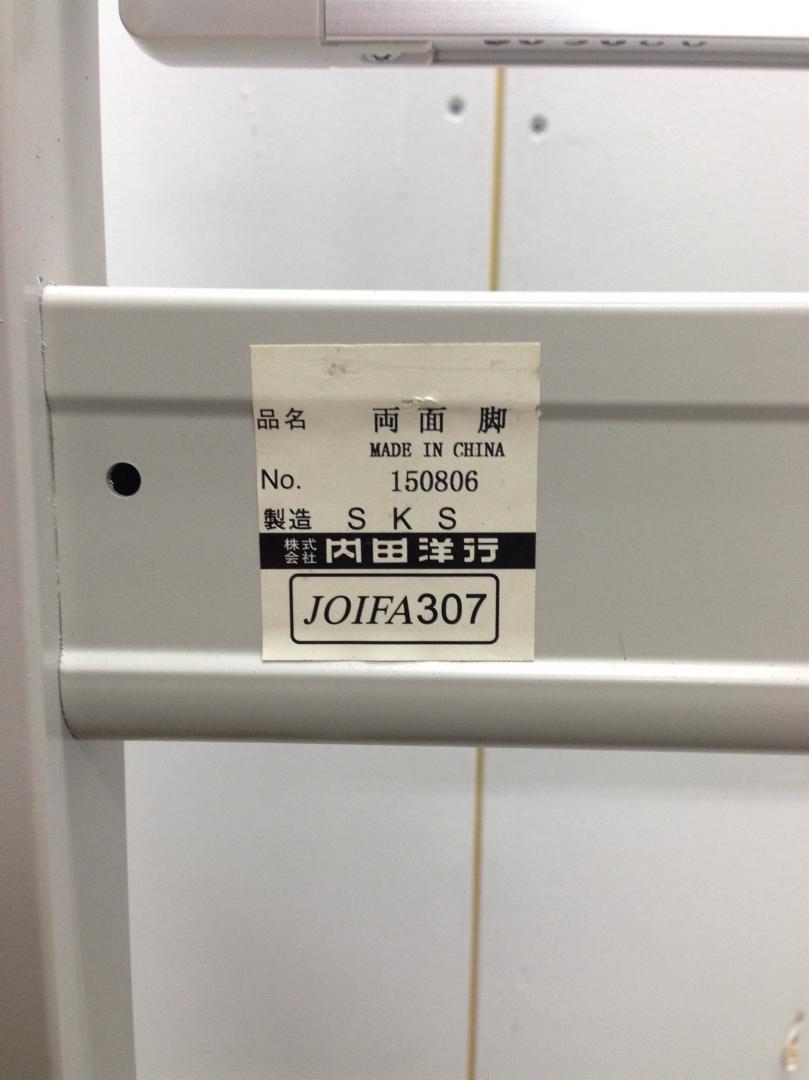 品名 両面脚
MADE IN CHINA
No. 150806
製造 S K S
株式会社 内田洋行
JOIFA307